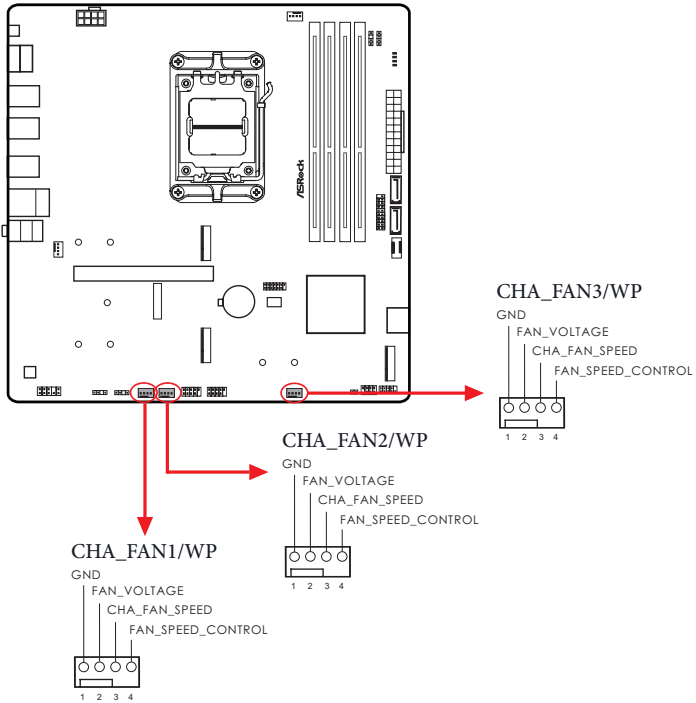 ASRock
CHA_FAN3/WP
GND
FAN_VOLTAGE
CHA_FAN_SPEED
FAN_SPEED_CONTROL
1 2 3 4
CHA_FAN2/WP
GND
FAN_VOLTAGE
CHA_FAN_SPEED
FAN_SPEED_CONTROL
1 2 3 4
CHA_FAN1/WP
GND
FAN_VOLTAGE
CHA_FAN_SPEED
FAN_SPEED_CONTROL
1 2 3 4